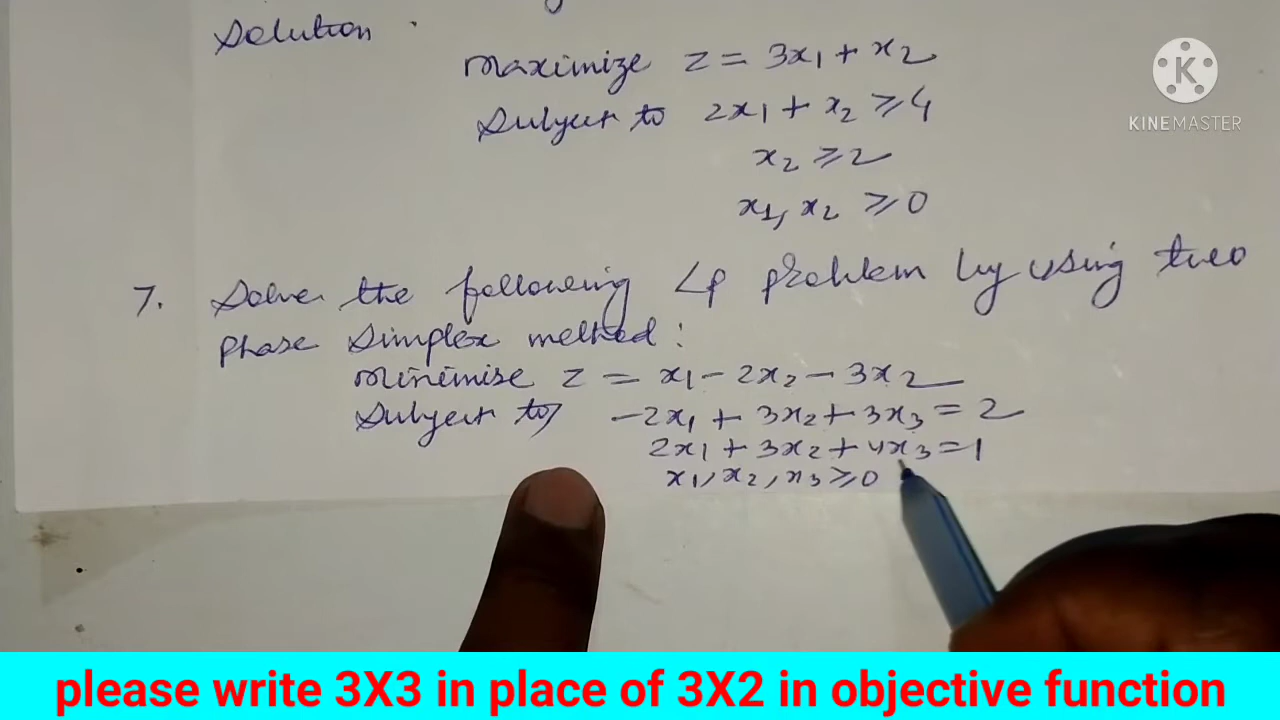 Solution
Maximize z = 3x₁ + x₂
KINEMASTER
Subject to 2x₁ + x₂ ⩾ 4
x₂ ⩾ 2
x₁, x₂ ⩾ 0
7. Solve the following LP problem by using two
phase simplex method :
Minimise z = x₁ - 2x₂ - 3x₂
Subject to -2x₁ + 3x₂ + 3x₃ = 2
2x₁ + 3x₂ + 4x₃ = 1
x₁, x₂, x₃ ⩾ 0
please write 3X3 in place of 3X2 in objective function